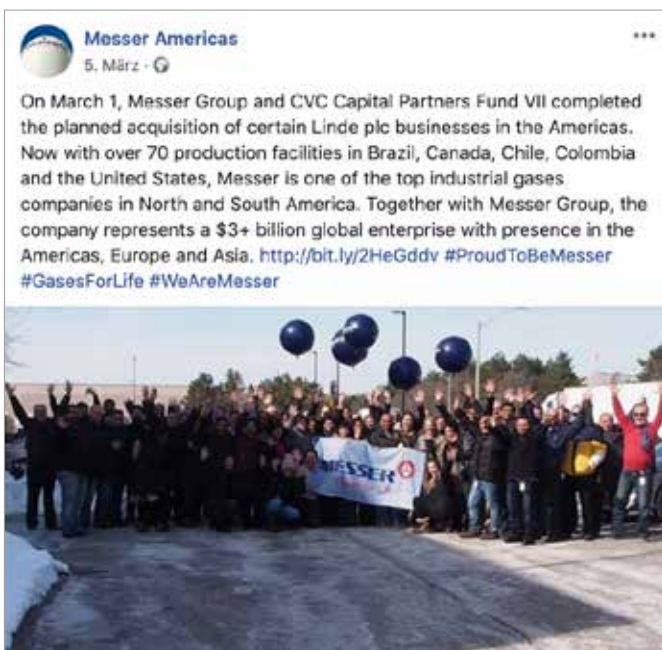 Messer Americas
5. März ·
On March 1, Messer Group and CVC Capital Partners Fund VII completed
the planned acquisition of certain Linde plc businesses in the Americas.
Now with over 70 production facilities in Brazil, Canada, Chile, Colombia
and the United States, Messer is one of the top industrial gases
companies in North and South America. Together with Messer Group, the
company represents a $3+ billion global enterprise with presence in the
Americas, Europe and Asia. http://bit.ly/2HeGddv #ProudToBeMesser
#GasesForLife #WeAreMesser
MESSER